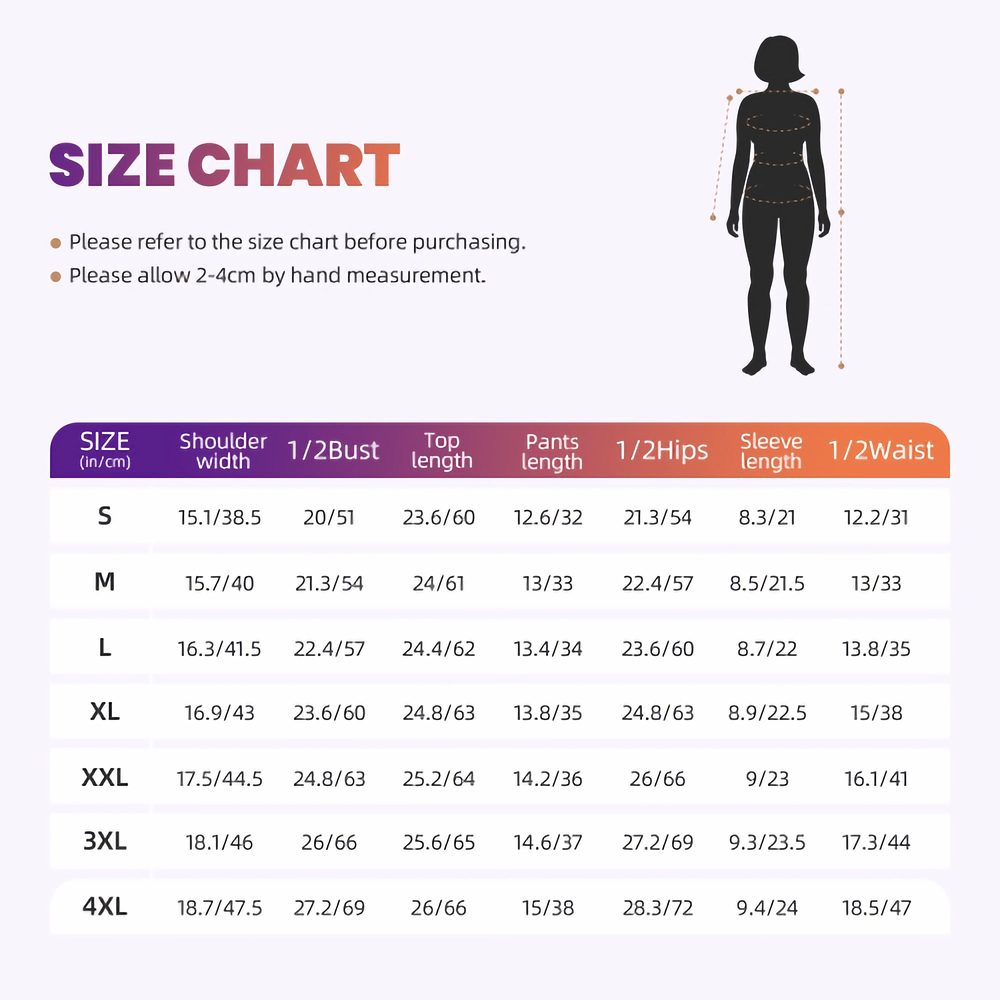 SIZE CHART
Please refer to the size chart before purchasing.
Please allow 2-4cm by hand measurement.
SIZE (in/cm) Shoulder width 1/2Bust Top length Pants length 1/2Hips Sleeve length 1/2Waist
S 15.1/38.5 20/51 23.6/60 12.6/32 21.3/54 8.3/21 12.2/31
M 15.7/40 21.3/54 24/61 13/33 22.4/57 8.5/21.5 13/33
L 16.3/41.5 22.4/57 24.4/62 13.4/34 23.6/60 8.7/22 13.8/35
XL 16.9/43 23.6/60 24.8/63 13.8/35 24.8/63 8.9/22.5 15/38
XXL 17.5/44.5 24.8/63 25.2/64 14.2/36 26/66 9/23 16.1/41
3XL 18.1/46 26/66 25.6/65 14.6/37 27.2/69 9.3/23.5 17.3/44
4XL 18.7/47.5 27.2/69 26/66 15/38 28.3/72 9.4/24 18.5/47